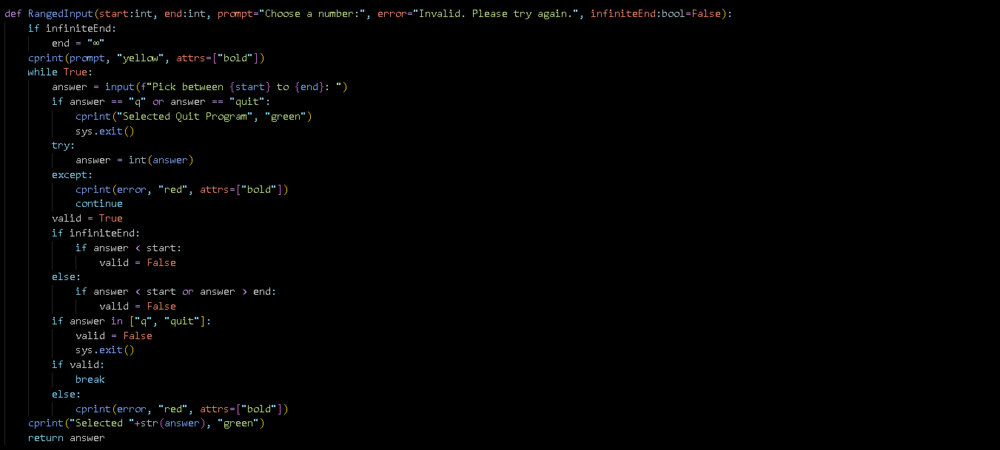 def RangedInput(start:int, end:int, prompt="Choose a number:", error="Invalid. Please try again.", infiniteEnd:bool=False):
    if infiniteEnd:
        end = "∞"
    cprint(prompt, "yellow", attrs=["bold"])
    while True:
        answer = input(f"Pick between {start} to {end}: ")
        if answer == "q" or answer == "quit":
            cprint("Selected Quit Program", "green")
            sys.exit()
        try:
            answer = int(answer)
        except:
            cprint(error, "red", attrs=["bold"])
            continue
        valid = True
        if infiniteEnd:
            if answer < start:
                valid = False
        else:
            if answer < start or answer > end:
                valid = False
        if answer in ["q", "quit"]:
            valid = False
            sys.exit()
        if valid:
            break
        else:
            cprint(error, "red", attrs=["bold"])
    cprint("Selected "+str(answer), "green")
    return answer